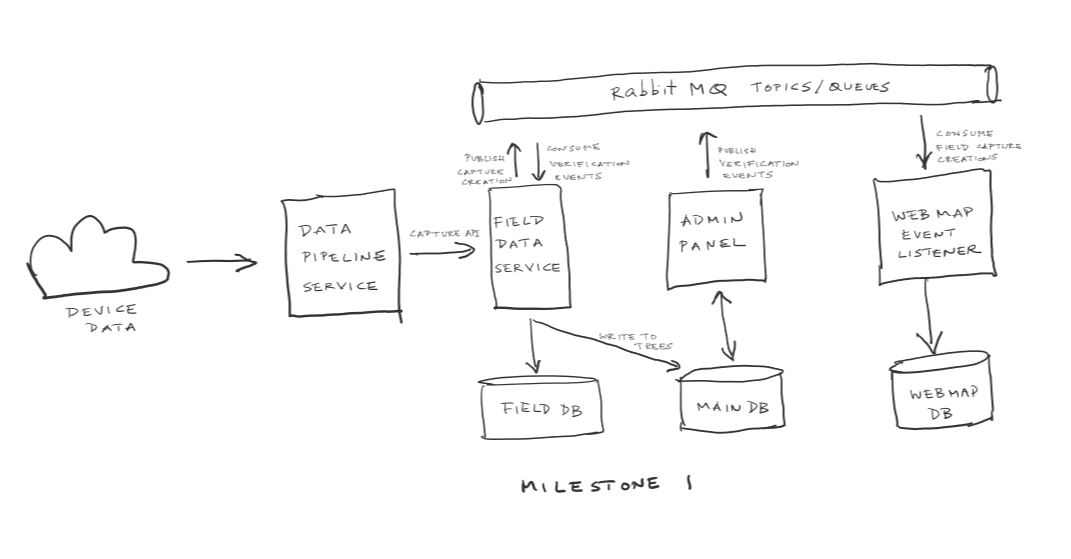 Rabbit MQ TOPICS/QUEUES
PUBLISH
CAPTURE
CREATION
CONSUME
VERIFICATION
EVENTS
PUBLISH
VERIFICATION
EVENTS
CONSUME
FIELD CAPTURE
CREATIONS
DEVICE
DATA
DATA
PIPELINE
SERVICE
CAPTURE API
FIELD
DATA
SERVICE
ADMIN
PANEL
WEB MAP
EVENT
LISTENER
WRITE TO
TREES
FIELD DB
MAIN DB
WEBMAP
DB
MILESTONE 1